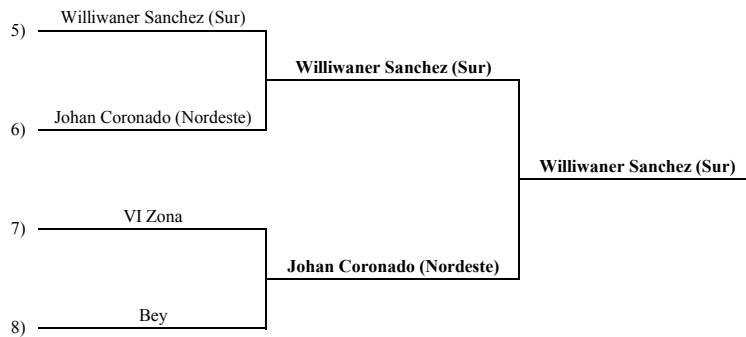 5) Williwaner Sanchez (Sur)
Williwaner Sanchez (Sur)
6) Johan Coronado (Nordeste)
Williwaner Sanchez (Sur)
7) VI Zona
Johan Coronado (Nordeste)
8) Bey